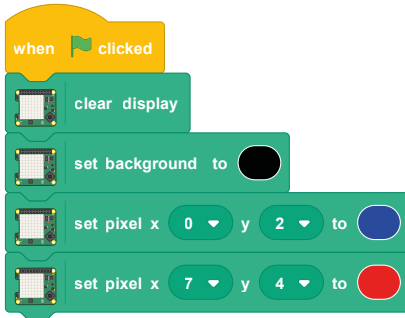 when clicked
clear display
set background to
set pixel x 0 y 2 to
set pixel x 7 y 4 to